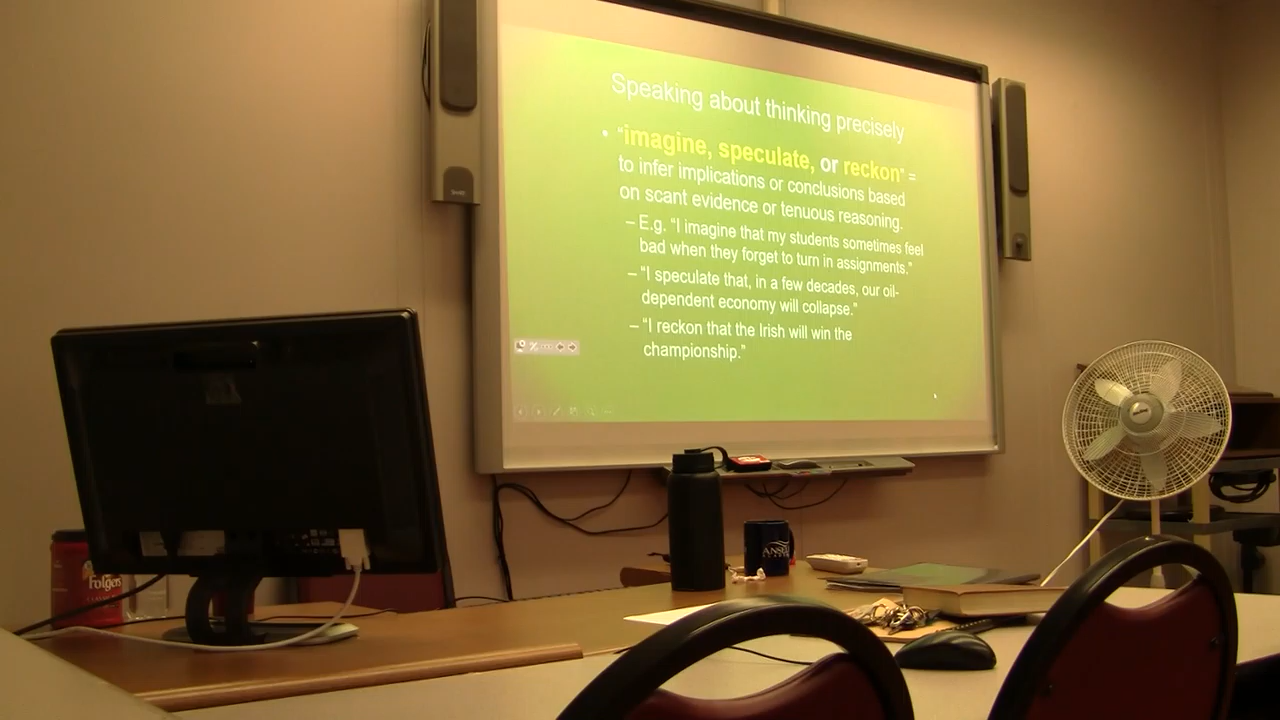 Speaking about thinking precisely
• "imagine, speculate, or reckon" =
to infer implications or conclusions based
on scant evidence or tenuous reasoning.
– E.g. "I imagine that my students sometimes feel
bad when they forget to turn in assignments."
– "I speculate that, in a few decades, our oil-
dependent economy will collapse."
– "I reckon that the Irish will win the
championship."
Folgers